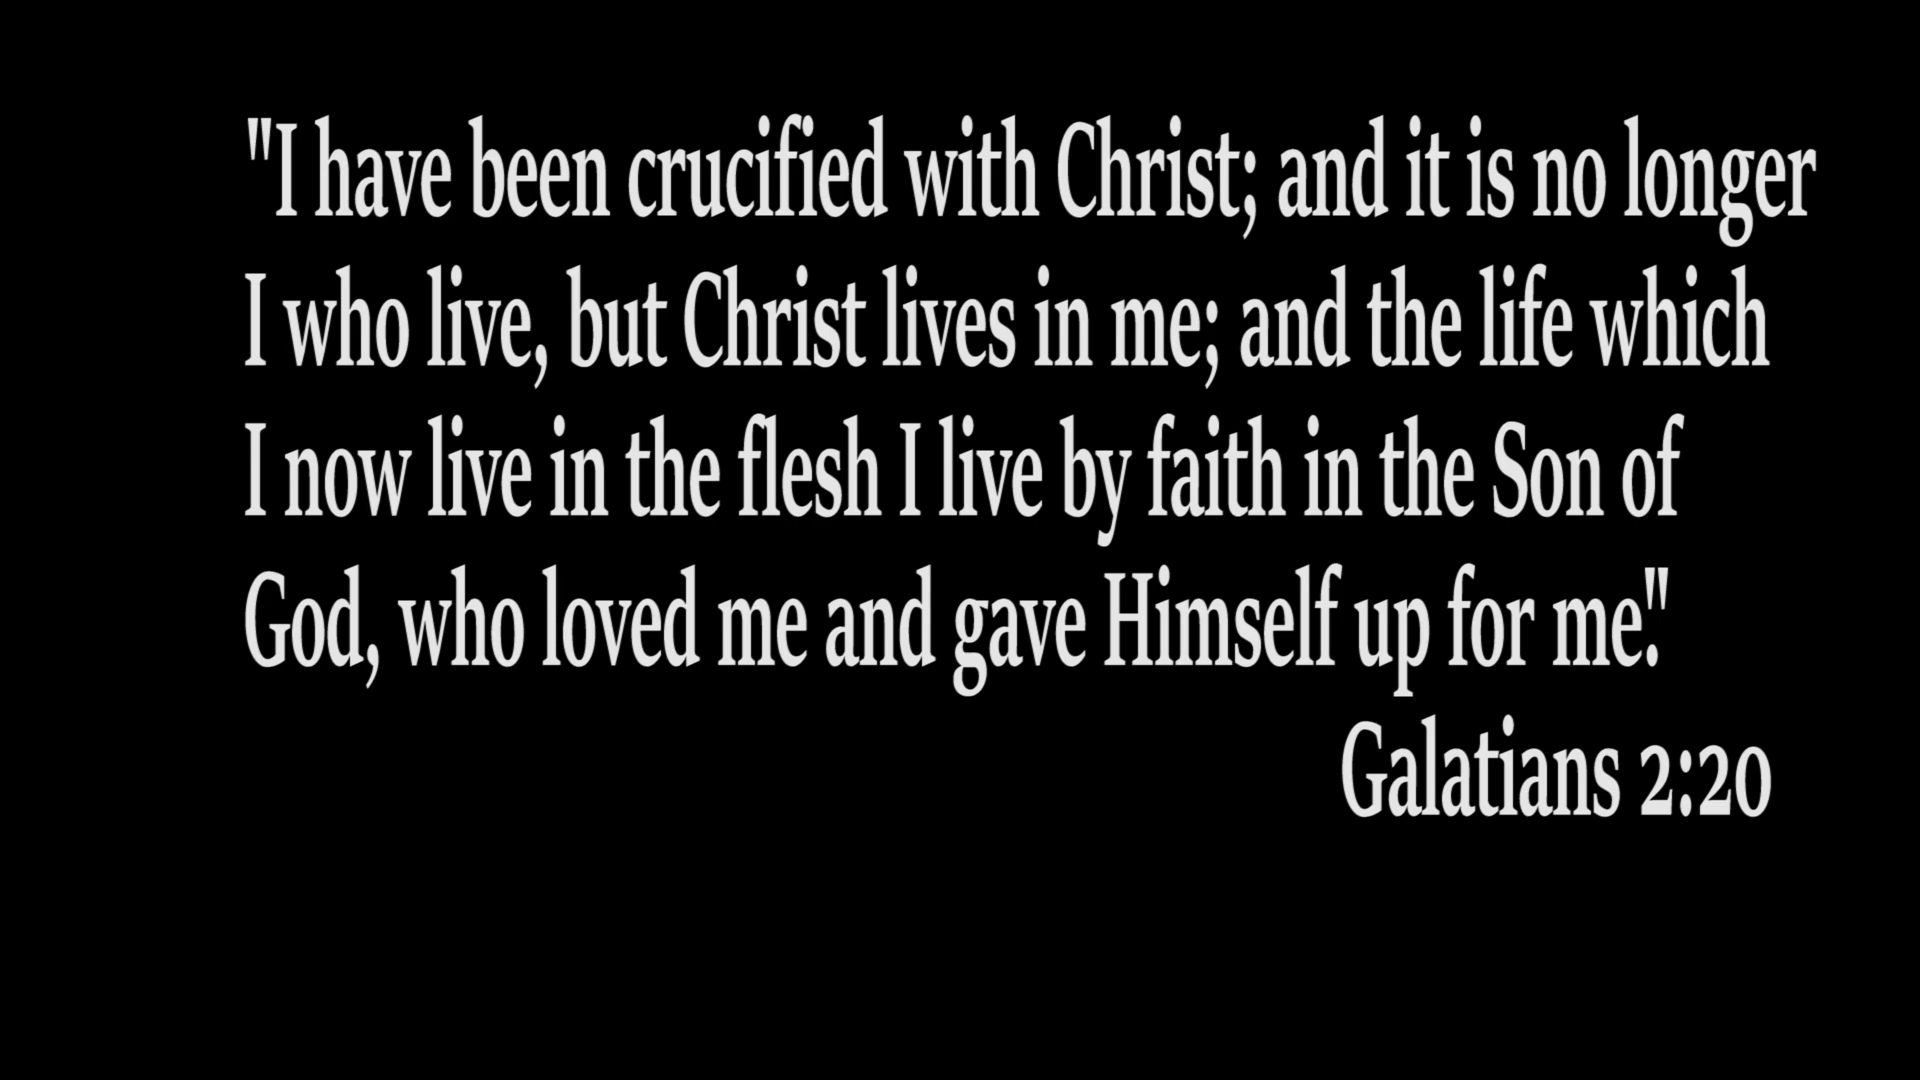 "I have been crucified with Christ; and it is no longer
I who live, but Christ lives in me; and the life which
I now live in the flesh I live by faith in the Son of
God, who loved me and gave Himself up for me."
Galatians 2:20